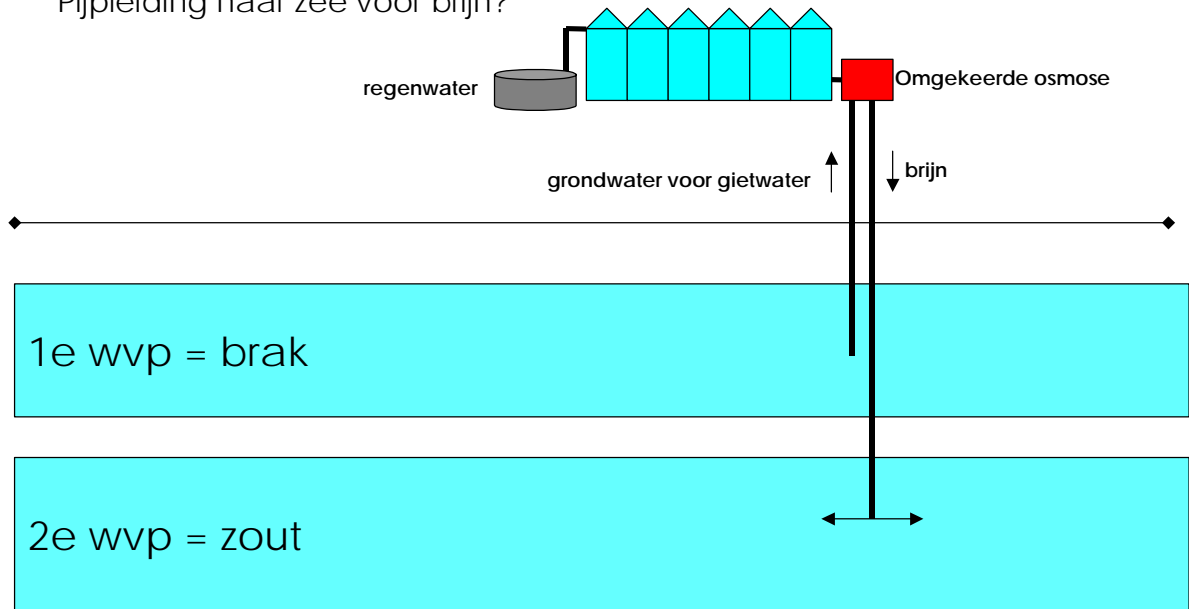 Pijpleiding naar zee voor brijn?
regenwater
Omgekeerde osmose
grondwater voor gietwater
brijn
1e wvp = brak
2e wvp = zout